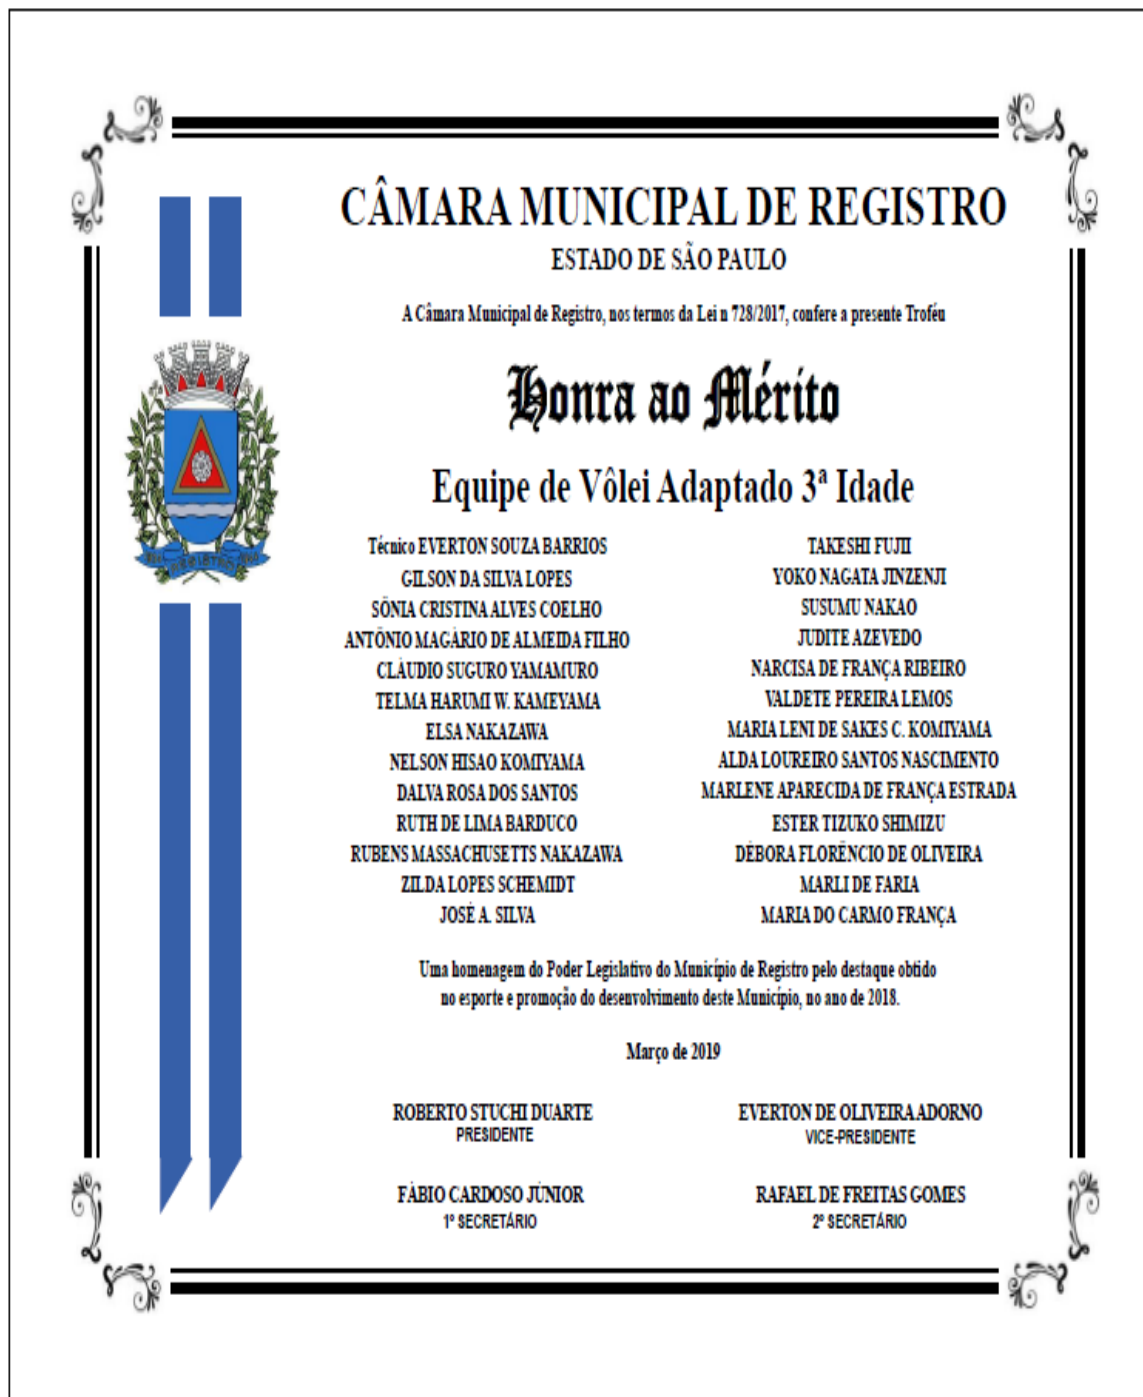 CÂMARA MUNICIPAL DE REGISTRO
ESTADO DE SÃO PAULO
A Câmara Municipal de Registro, nos termos da Lei n 728/2017, confere a presente Troféu
Honra ao Mérito
Equipe de Vôlei Adaptado 3ª Idade
Técnico EVERTON SOUZA BARRIOS
GILSON DA SILVA LOPES
SÔNIA CRISTINA ALVES COELHO
ANTÔNIO MAGÁRIO DE ALMEIDA FILHO
CLÁUDIO SUGURO YAMAMURO
TELMA HARUMI W. KAMEYAMA
ELSA NAKAZAWA
NELSON HISAO KOMIYAMA
DALVA ROSA DOS SANTOS
RUTH DE LIMA BARDUCO
RUBENS MASSACHUSETTS NAKAZAWA
ZILDA LOPES SCHEMIDT
JOSÉ A. SILVA
TAKESHI FUJII
YOKO NAGATA JINZENJI
SUSUMU NAKAO
JUDITE AZEVEDO
NARCISA DE FRANÇA RIBEIRO
VALDETE PEREIRA LEMOS
MARIA LENI DE SAKES C. KOMIYAMA
ALDA LOUREIRO SANTOS NASCIMENTO
MARLENE APARECIDA DE FRANÇA ESTRADA
ESTER TIZUKO SHIMIZU
DÉBORA FLORÊNCIO DE OLIVEIRA
MARLI DE FARIA
MARIA DO CARMO FRANÇA
REGISTRO
Uma homenagem do Poder Legislativo do Município de Registro pelo destaque obtido
no esporte e promoção do desenvolvimento deste Município, no ano de 2018.
Março de 2019
ROBERTO STUCHI DUARTE
PRESIDENTE
EVERTON DE OLIVEIRA ADORNO
VICE-PRESIDENTE
FÁBIO CARDOSO JÚNIOR
1º SECRETÁRIO
RAFAEL DE FREITAS GOMES
2º SECRETÁRIO